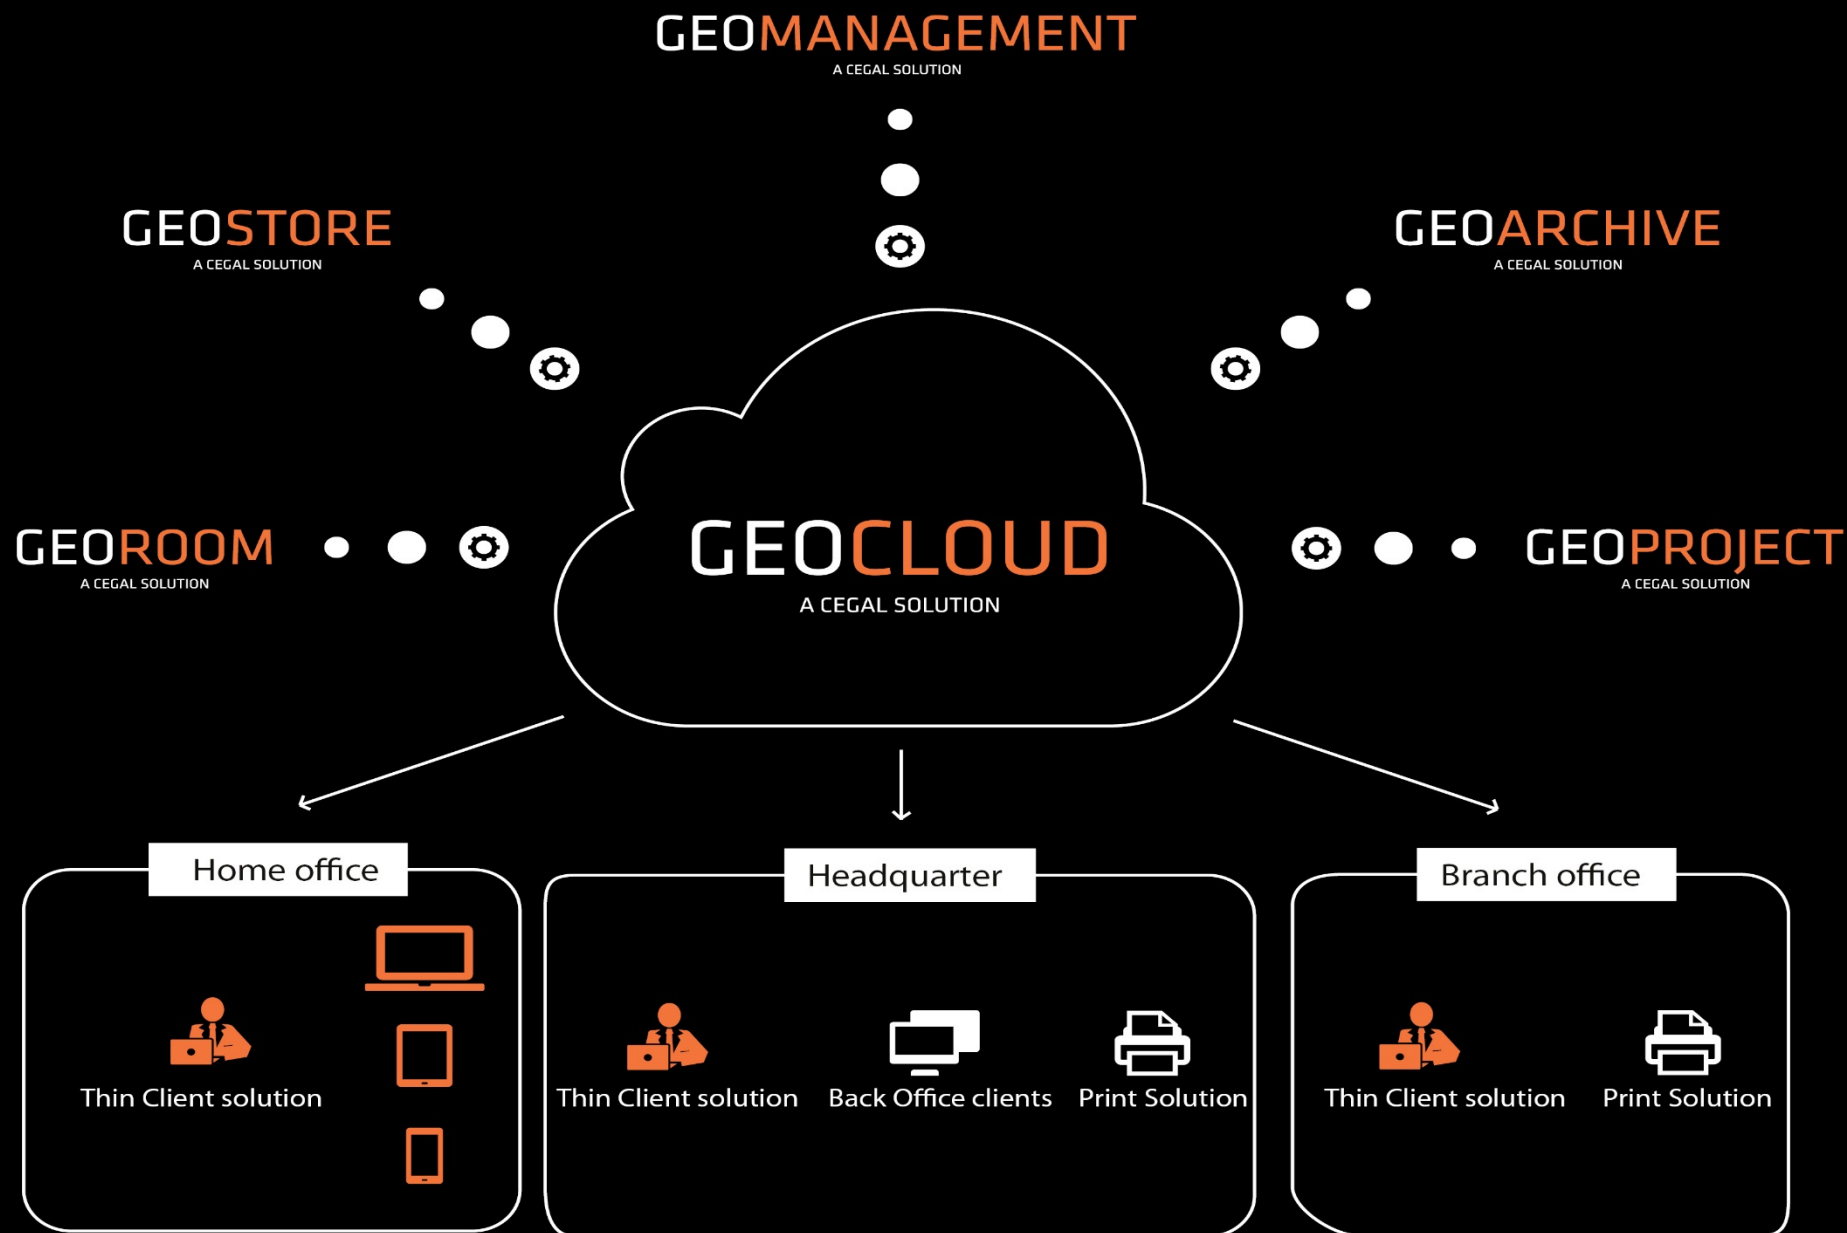 GEOMANAGEMENT
A CEGAL SOLUTION
GEOSTORE
A CEGAL SOLUTION
GEOARCHIVE
A CEGAL SOLUTION
GEOROOM
A CEGAL SOLUTION
GEOCLOUD
A CEGAL SOLUTION
GEOPROJECT
A CEGAL SOLUTION
Home office
Thin Client solution
Headquarter
Thin Client solution
Back Office clients
Print Solution
Branch office
Thin Client solution
Print Solution